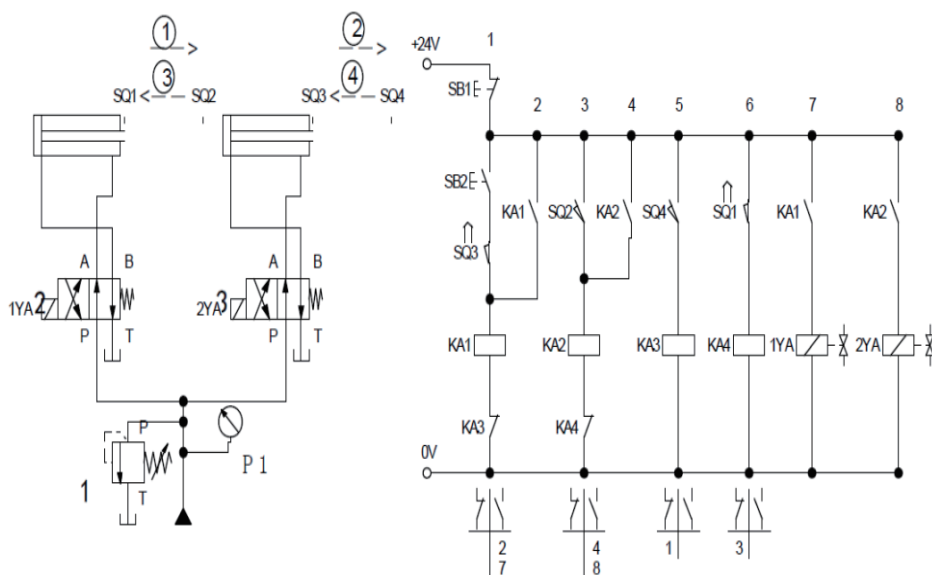 ① ②
③ ④
SQ1 SQ2 SQ3 SQ4
A B A B
1YA 2 2YA 3
P T P T
P
P1
1
T
1
+24V
SB1
2 3 4 5 6 7 8
SB2
KA1 SQ2 KA2 SQ4 SQ1 KA1 KA2
SQ3
KA1 KA2 KA3 KA4 1YA 2YA
KA3 KA4
0V
2 4 1 3
7 8